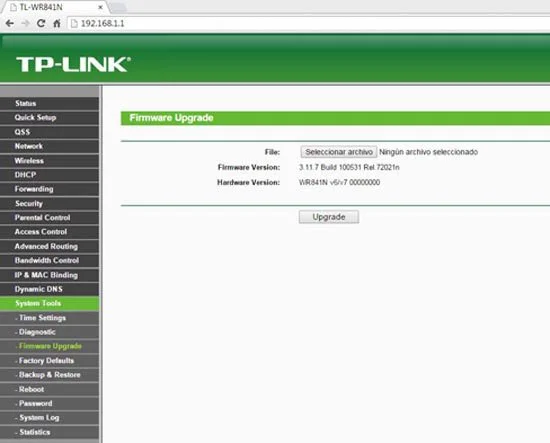 TL-WR841N
192.168.1.1
TP-LINK®
Status
Quick Setup
QSS
Network
Wireless
DHCP
Forwarding
Security
Parental Control
Access Control
Advanced Routing
Bandwidth Control
IP & MAC Binding
Dynamic DNS
System Tools
- Time Settings
- Diagnostic
- Firmware Upgrade
- Factory Defaults
- Backup & Restore
- Reboot
- Password
- System Log
- Statistics
Firmware Upgrade
File: Seleccionar archivo Ningún archivo seleccionado
Firmware Version: 3.11.7 Build 100531 Rel.72021n
Hardware Version: WR841N v6/v7 00000000
Upgrade